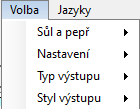 Volba Jazyky
Sůl a pepř
Nastavení
Typ výstupu
Styl výstupu